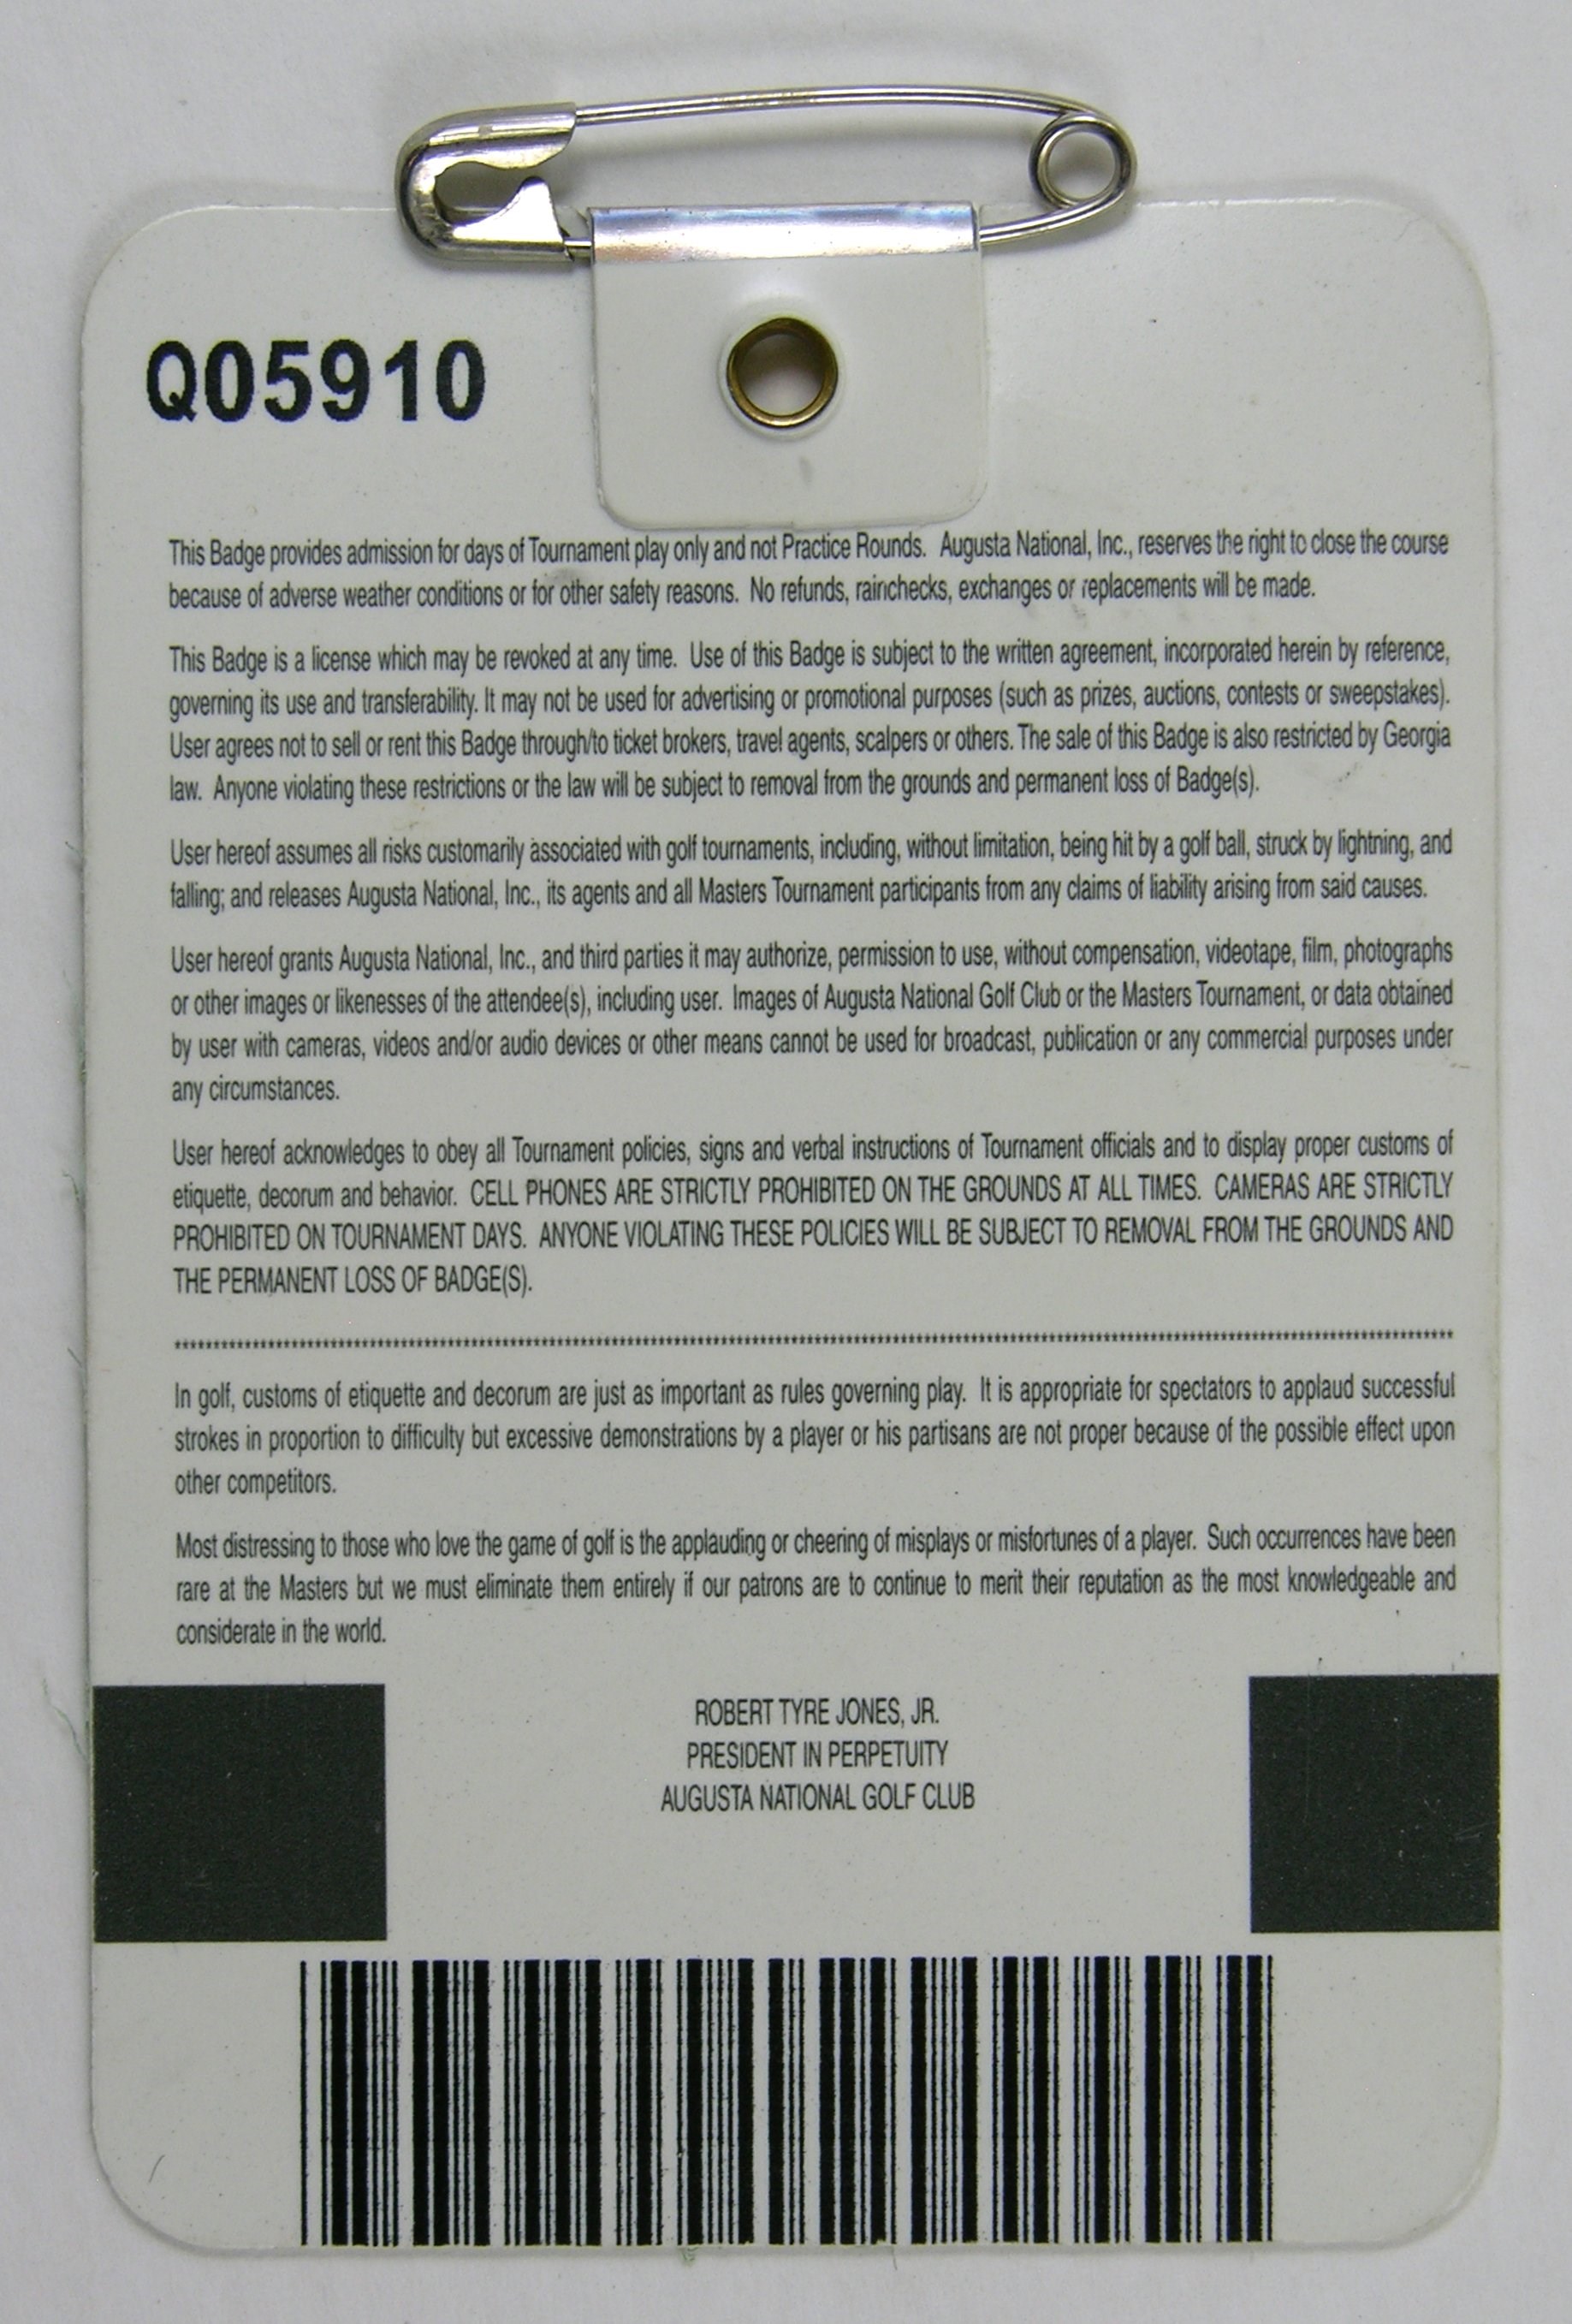 Q05910
This Badge provides admission for days of Tournament play only and not Practice Rounds. Augusta National, Inc., reserves the right to close the course
because of adverse weather conditions or for other safety reasons. No refunds, rainchecks, exchanges or replacements will be made.
This Badge is a license which may be revoked at any time. Use of this Badge is subject to the written agreement, incorporated herein by reference,
governing its use and transferability. It may not be used for advertising or promotional purposes (such as prizes, auctions, contests or sweepstakes).
User agrees not to sell or rent this Badge through/to ticket brokers, travel agents, scalpers or others. The sale of this Badge is also restricted by Georgia
law. Anyone violating these restrictions or the law will be subject to removal from the grounds and permanent loss of Badge(s).
User hereof assumes all risks customarily associated with golf tournaments, including, without limitation, being hit by a golf ball, struck by lightning, and
falling; and releases Augusta National, Inc., its agents and all Masters Tournament participants from any claims of liability arising from said causes.
User hereof grants Augusta National, Inc., and third parties it may authorize, permission to use, without compensation, videotape, film, photographs
or other images or likenesses of the attendee(s), including user. Images of Augusta National Golf Club or the Masters Tournament, or data obtained
by user with cameras, videos and/or audio devices or other means cannot be used for broadcast, publication or any commercial purposes under
any circumstances.
User hereof acknowledges to obey all Tournament policies, signs and verbal instructions of Tournament officials and to display proper customs of
etiquette, decorum and behavior. CELL PHONES ARE STRICTLY PROHIBITED ON THE GROUNDS AT ALL TIMES. CAMERAS ARE STRICTLY
PROHIBITED ON TOURNAMENT DAYS. ANYONE VIOLATING THESE POLICIES WILL BE SUBJECT TO REMOVAL FROM THE GROUNDS AND
THE PERMANENT LOSS OF BADGE(S).
In golf, customs of etiquette and decorum are just as important as rules governing play. It is appropriate for spectators to applaud successful
strokes in proportion to difficulty but excessive demonstrations by a player or his partisans are not proper because of the possible effect upon
other competitors.
Most distressing to those who love the game of golf is the applauding or cheering of misplays or misfortunes of a player. Such occurrences have been
rare at the Masters but we must eliminate them entirely if our patrons are to continue to merit their reputation as the most knowledgeable and
considerate in the world.
ROBERT TYRE JONES, JR.
PRESIDENT IN PERPETUITY
AUGUSTA NATIONAL GOLF CLUB